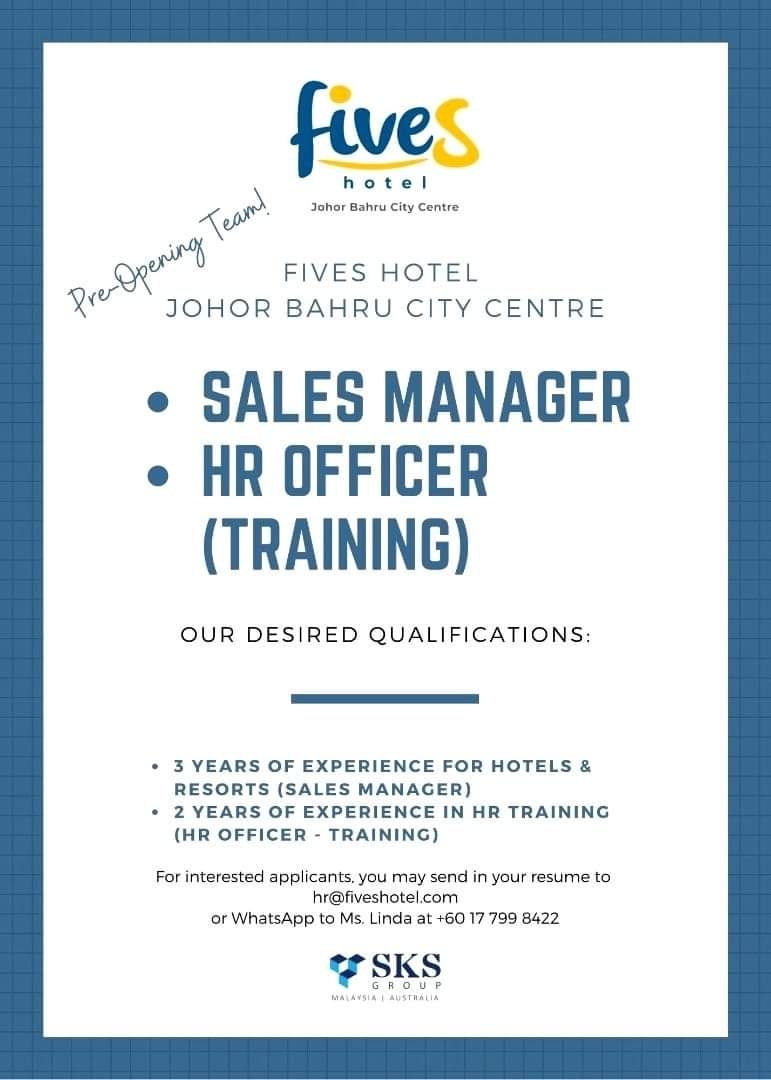 fives
hotel
Johor Bahru City Centre
Pre-Opening Team!
FIVES HOTEL
JOHOR BAHRU CITY CENTRE
• SALES MANAGER
• HR OFFICER
(TRAINING)
OUR DESIRED QUALIFICATIONS:
• 3 YEARS OF EXPERIENCE FOR HOTELS &
RESORTS (SALES MANAGER)
• 2 YEARS OF EXPERIENCE IN HR TRAINING
(HR OFFICER - TRAINING)
For interested applicants, you may send in your resume to
hr@fiveshotel.com
or WhatsApp to Ms. Linda at +60 17 799 8422
SKS
GROUP
MALAYSIA | AUSTRALIA